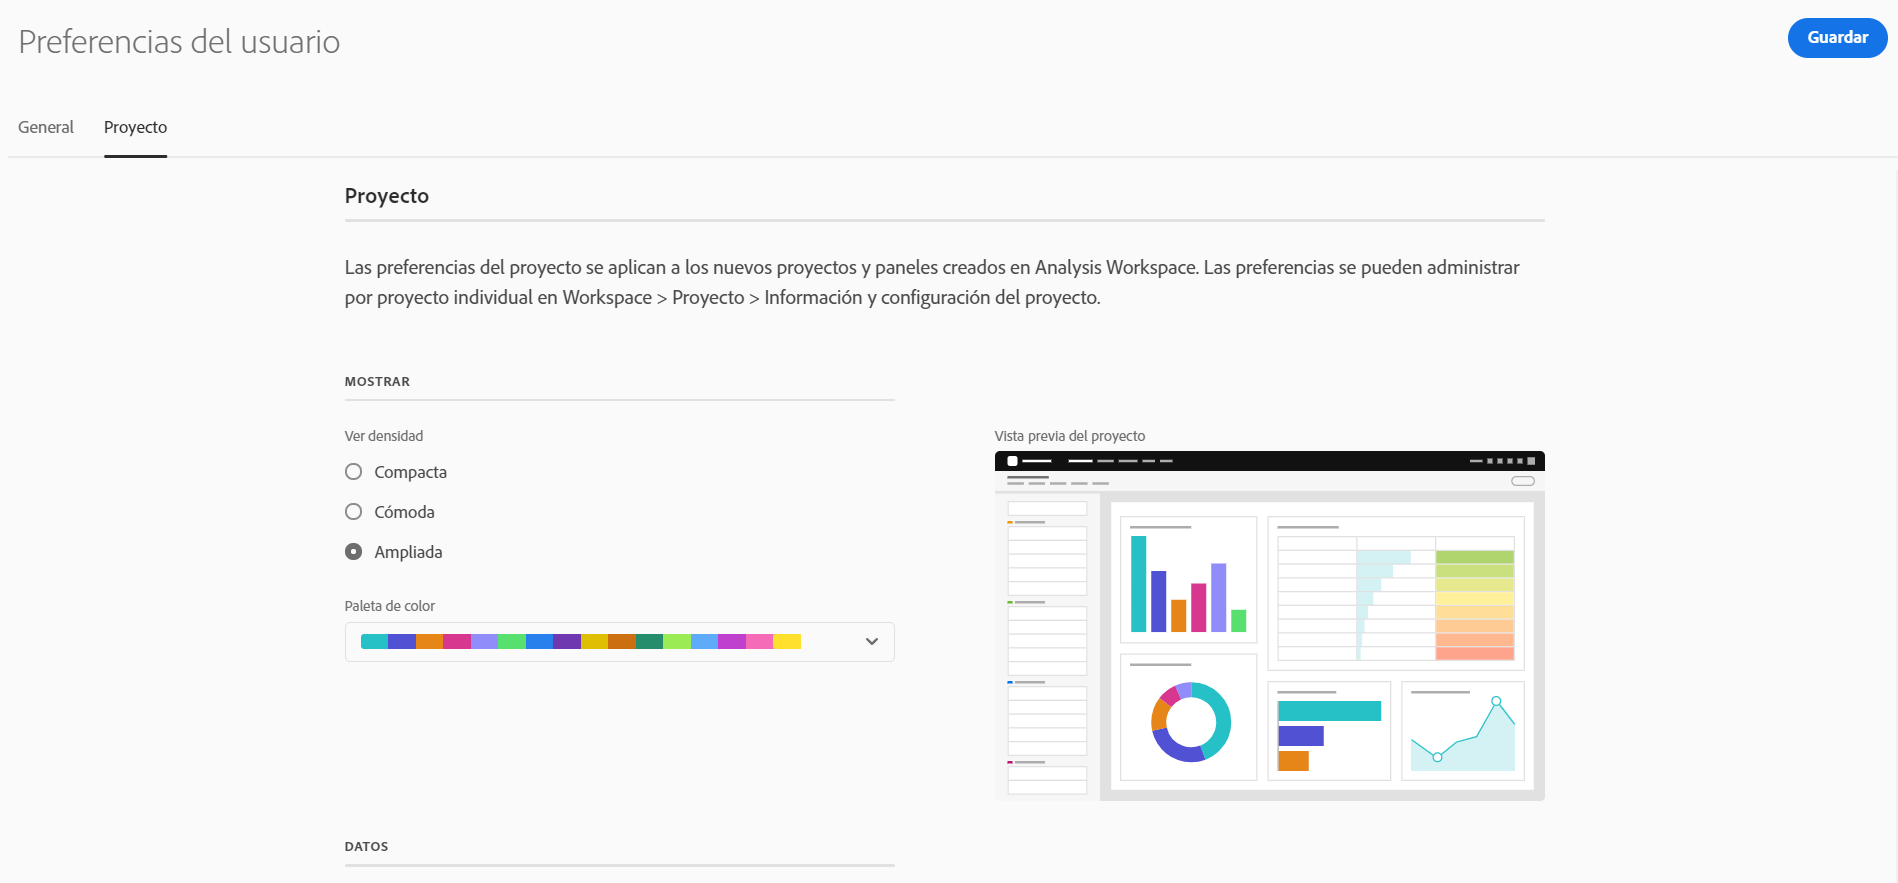 Preferencias del usuario
Guardar
General
Proyecto
Proyecto
Las preferencias del proyecto se aplican a los nuevos proyectos y paneles creados en Analysis Workspace. Las preferencias se pueden administrar
por proyecto individual en Workspace > Proyecto > Información y configuración del proyecto.
MOSTRAR
Ver densidad
Compacta
Cómoda
Ampliada
Paleta de color
Vista previa del proyecto
DATOS